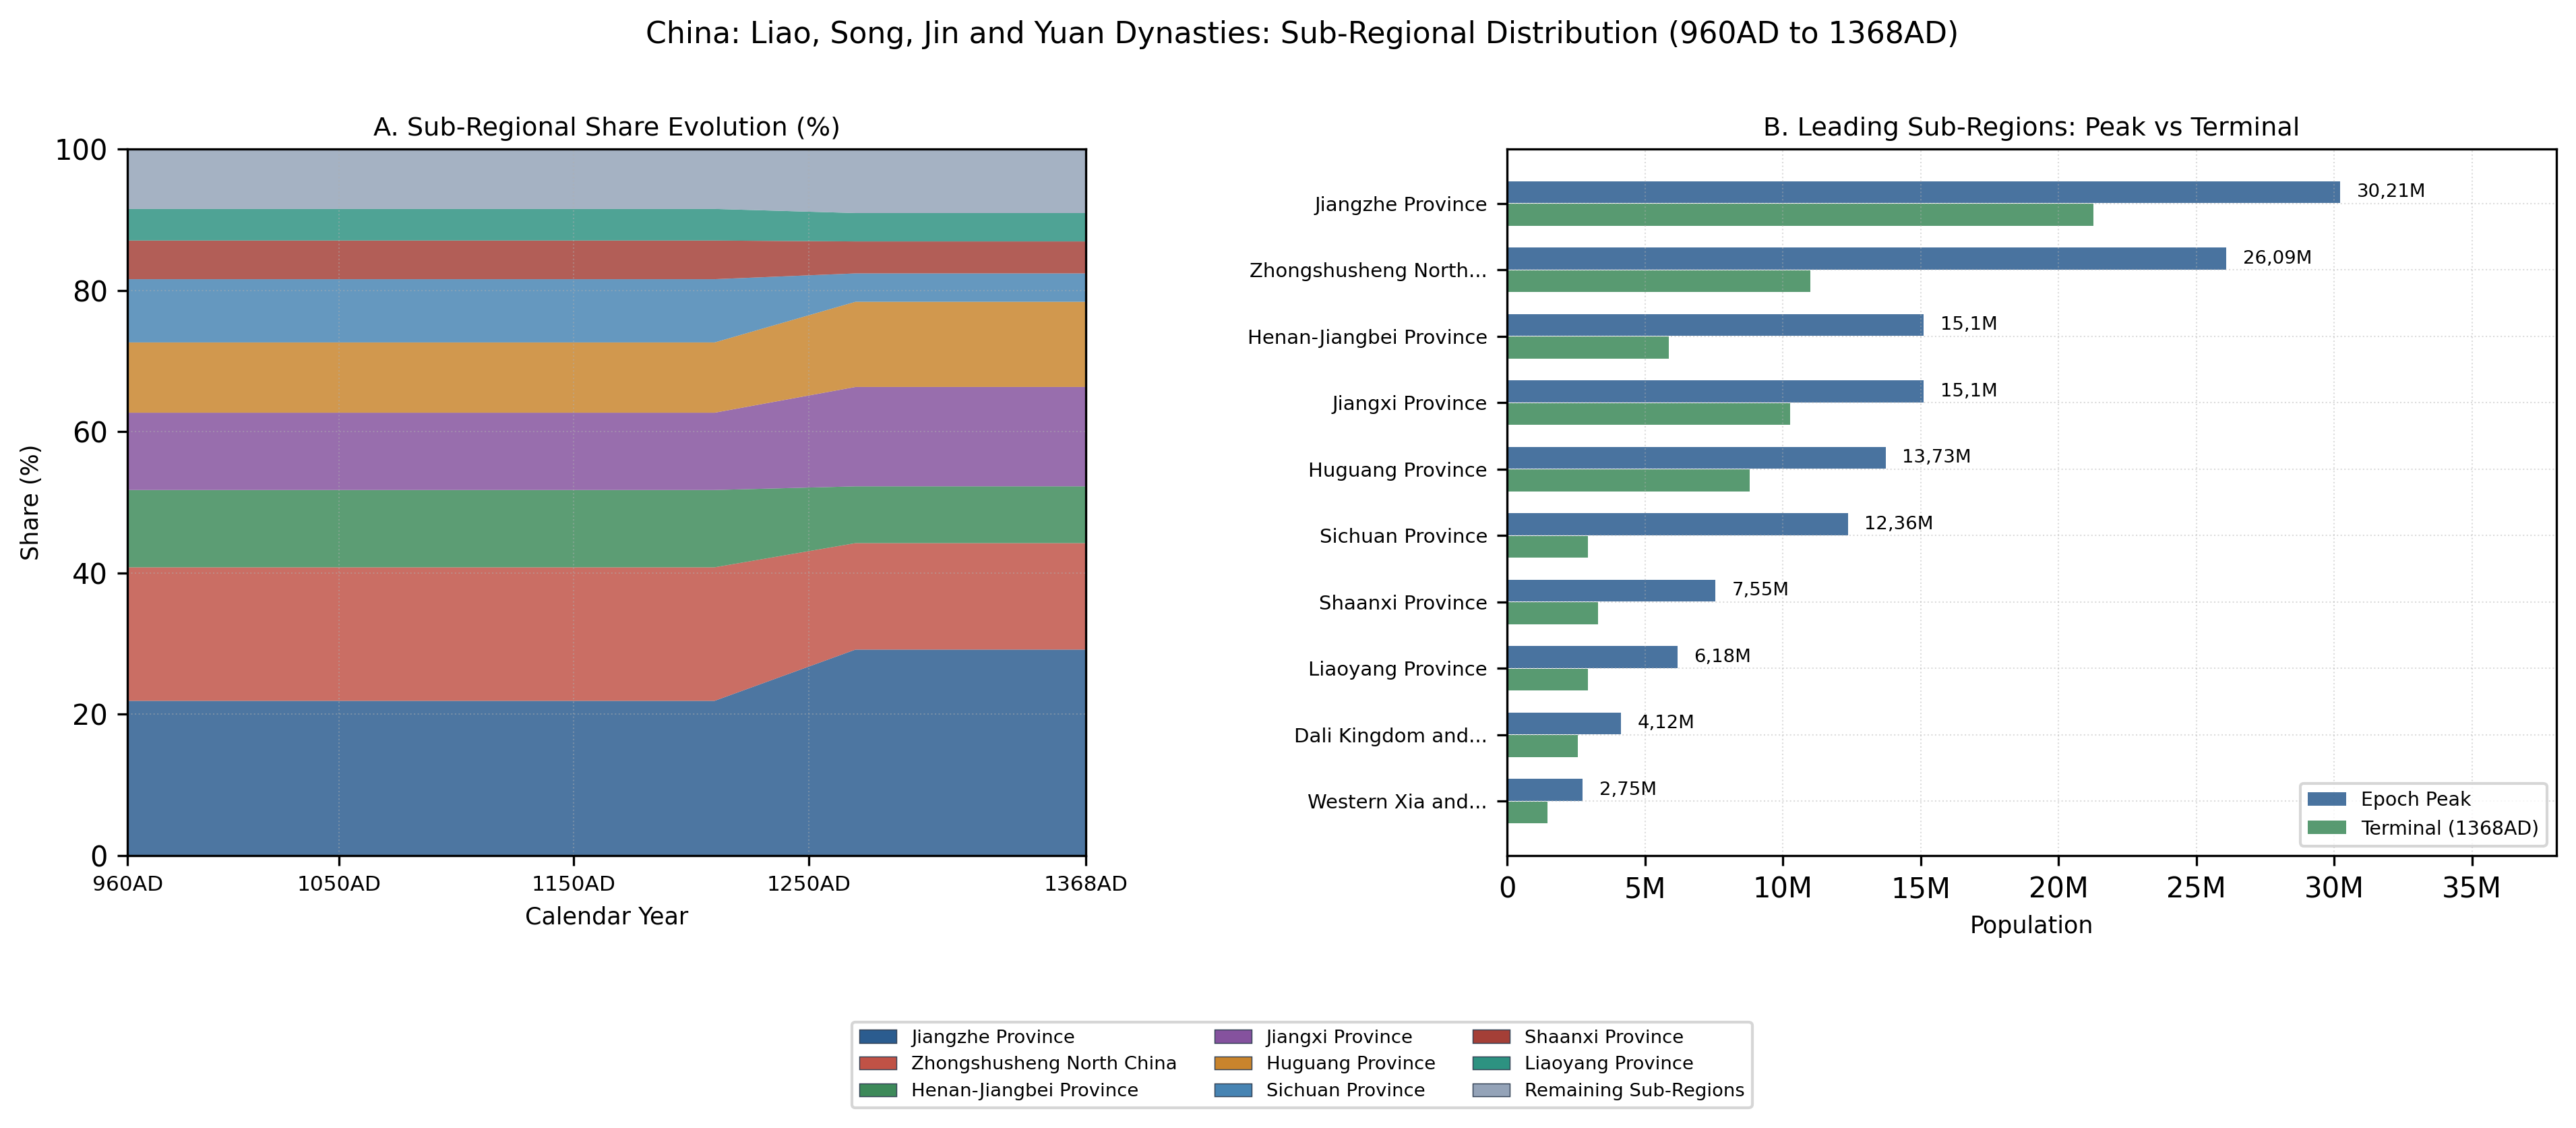 China: Liao, Song, Jin and Yuan Dynasties: Sub-Regional Distribution (960AD to 1368AD)
A. Sub-Regional Share Evolution (%)
100
80
60
40
20
0
Share (%)
960AD
1050AD
1150AD
1250AD
1368AD
Calendar Year
B. Leading Sub-Regions: Peak vs Terminal
Jiangzhe Province
30,21M
Zhongshusheng North...
26,09M
Henan-Jiangbei Province
15,1M
Jiangxi Province
15,1M
Huguang Province
13,73M
Sichuan Province
12,36M
Shaanxi Province
7,55M
Liaoyang Province
6,18M
Dali Kingdom and...
4,12M
Western Xia and...
2,75M
Epoch Peak
Terminal (1368AD)
0
5M
10M
15M
20M
25M
30M
35M
Population
Jiangzhe Province
Zhongshusheng North China
Henan-Jiangbei Province
Jiangxi Province
Huguang Province
Sichuan Province
Shaanxi Province
Liaoyang Province
Remaining Sub-Regions